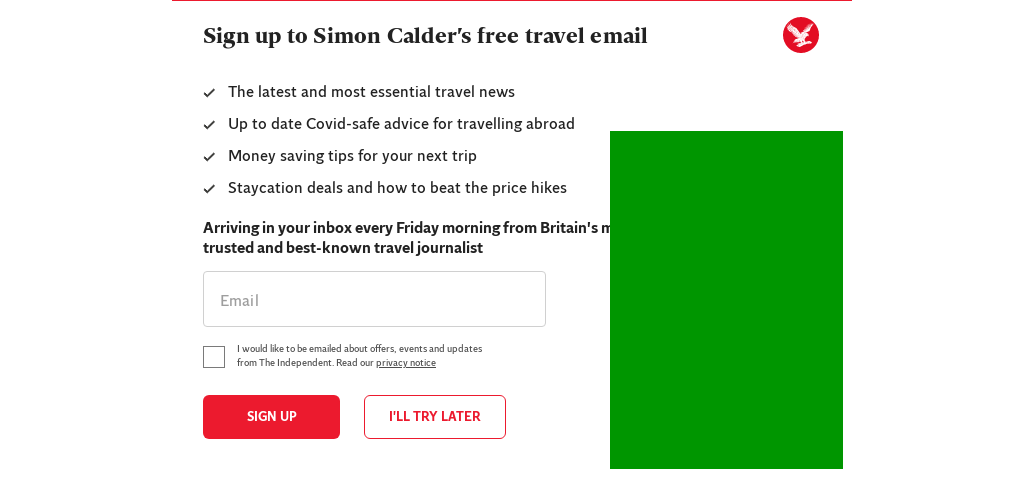 Sign up to Simon Calder's free travel email
The latest and most essential travel news
Up to date Covid-safe advice for travelling abroad
Money saving tips for your next trip
Staycation deals and how to beat the price hikes
Arriving in your inbox every Friday morning from Britain's
trusted and best-known travel journalist
Email
I would like to be emailed about offers, events and updates
from The Independent. Read our privacy notice
SIGN UP
I'LL TRY LATER